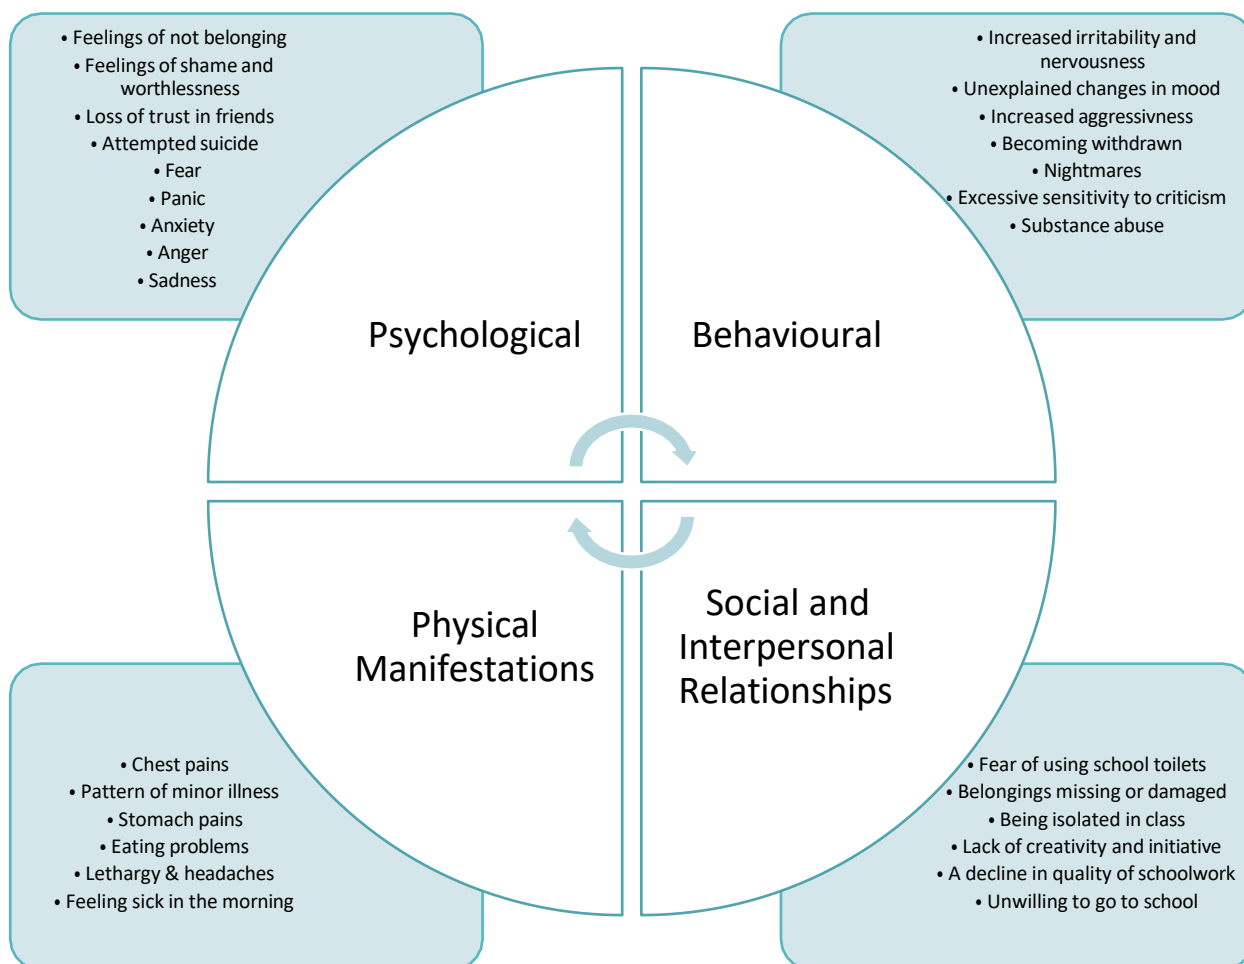 • Feelings of not belonging
• Feelings of shame and
worthlessness
• Loss of trust in friends
• Attempted suicide
• Fear
• Panic
• Anxiety
• Anger
• Sadness
• Increased irritability and
nervousness
• Unexplained changes in mood
• Increased aggressivness
• Becoming withdrawn
• Nightmares
• Excessive sensitivity to criticism
• Substance abuse
Psychological
Behavioural
Physical
Manifestations
Social and
Interpersonal
Relationships
• Chest pains
• Pattern of minor illness
• Stomach pains
• Eating problems
• Lethargy & headaches
• Feeling sick in the morning
• Fear of using school toilets
• Belongings missing or damaged
• Being isolated in class
• Lack of creativity and initiative
• A decline in quality of schoolwork
• Unwilling to go to school